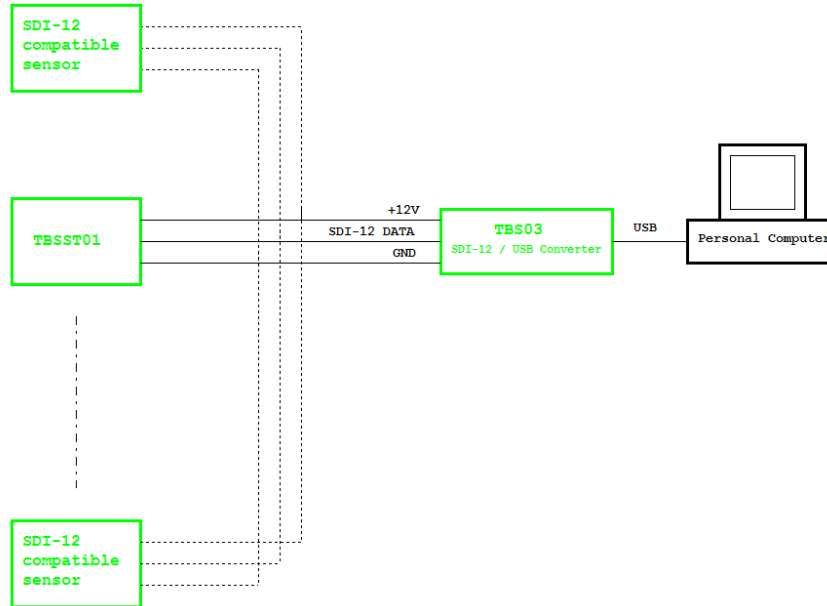 SDI-12
compatible
sensor
+12V
SDI-12 DATA
GND
TBSST01
TBS03
SDI-12 / USB Converter
USB
Personal Computer
SDI-12
compatible
sensor